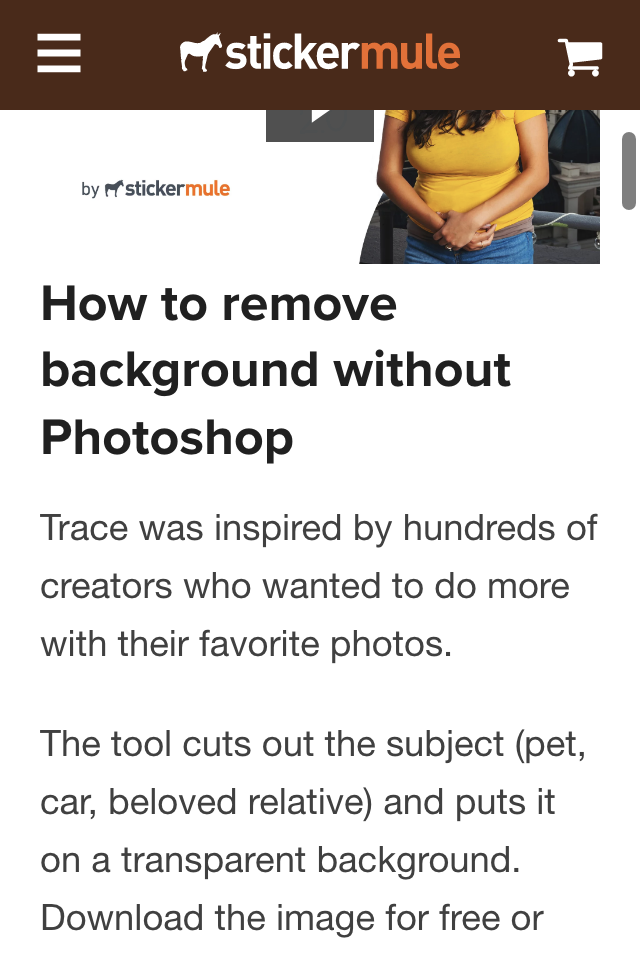 stickermule
by stickermule
How to remove
background without
Photoshop
Trace was inspired by hundreds of
creators who wanted to do more
with their favorite photos.
The tool cuts out the subject (pet,
car, beloved relative) and puts it
on a transparent background.
Download the image for free or